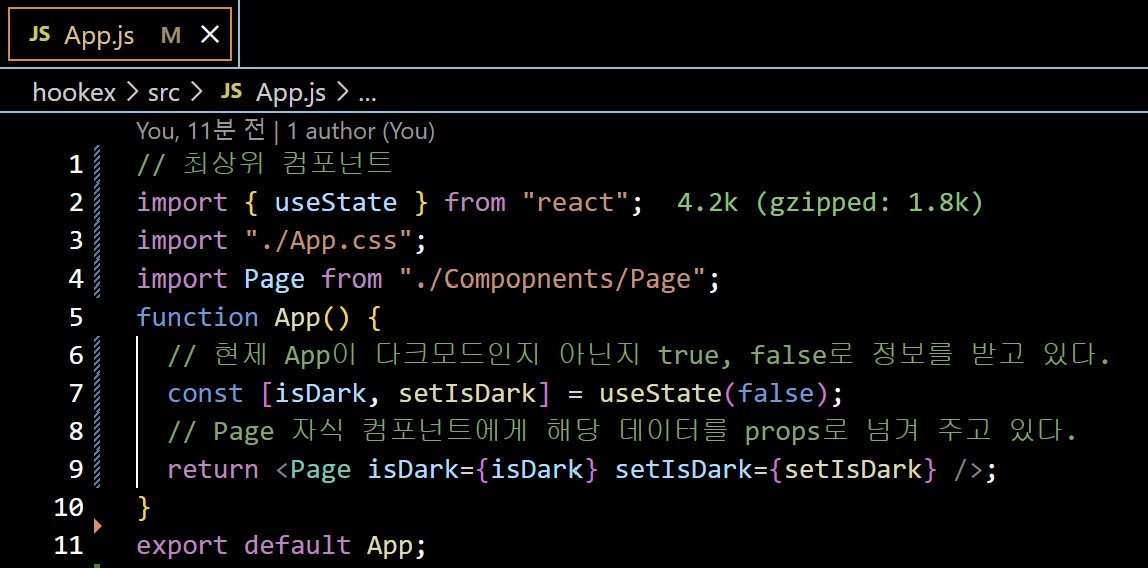 JS App.js M ✕
hookex > src > JS App.js > ...
You, 11분 전 | 1 author (You)
1 // 최상위 컴포넌트
2 import { useState } from "react"; 4.2k (gzipped: 1.8k)
3 import "./App.css";
4 import Page from "./Compopnents/Page";
5 function App() {
6 // 현제 App이 다크모드인지 아닌지 true, false로 정보를 받고 있다.
7 const [isDark, setIsDark] = useState(false);
8 // Page 자식 컴포넌트에게 해당 데이터를 props로 넘겨 주고 있다.
9 return <Page isDark={isDark} setIsDark={setIsDark} />;
10 }
11 export default App;